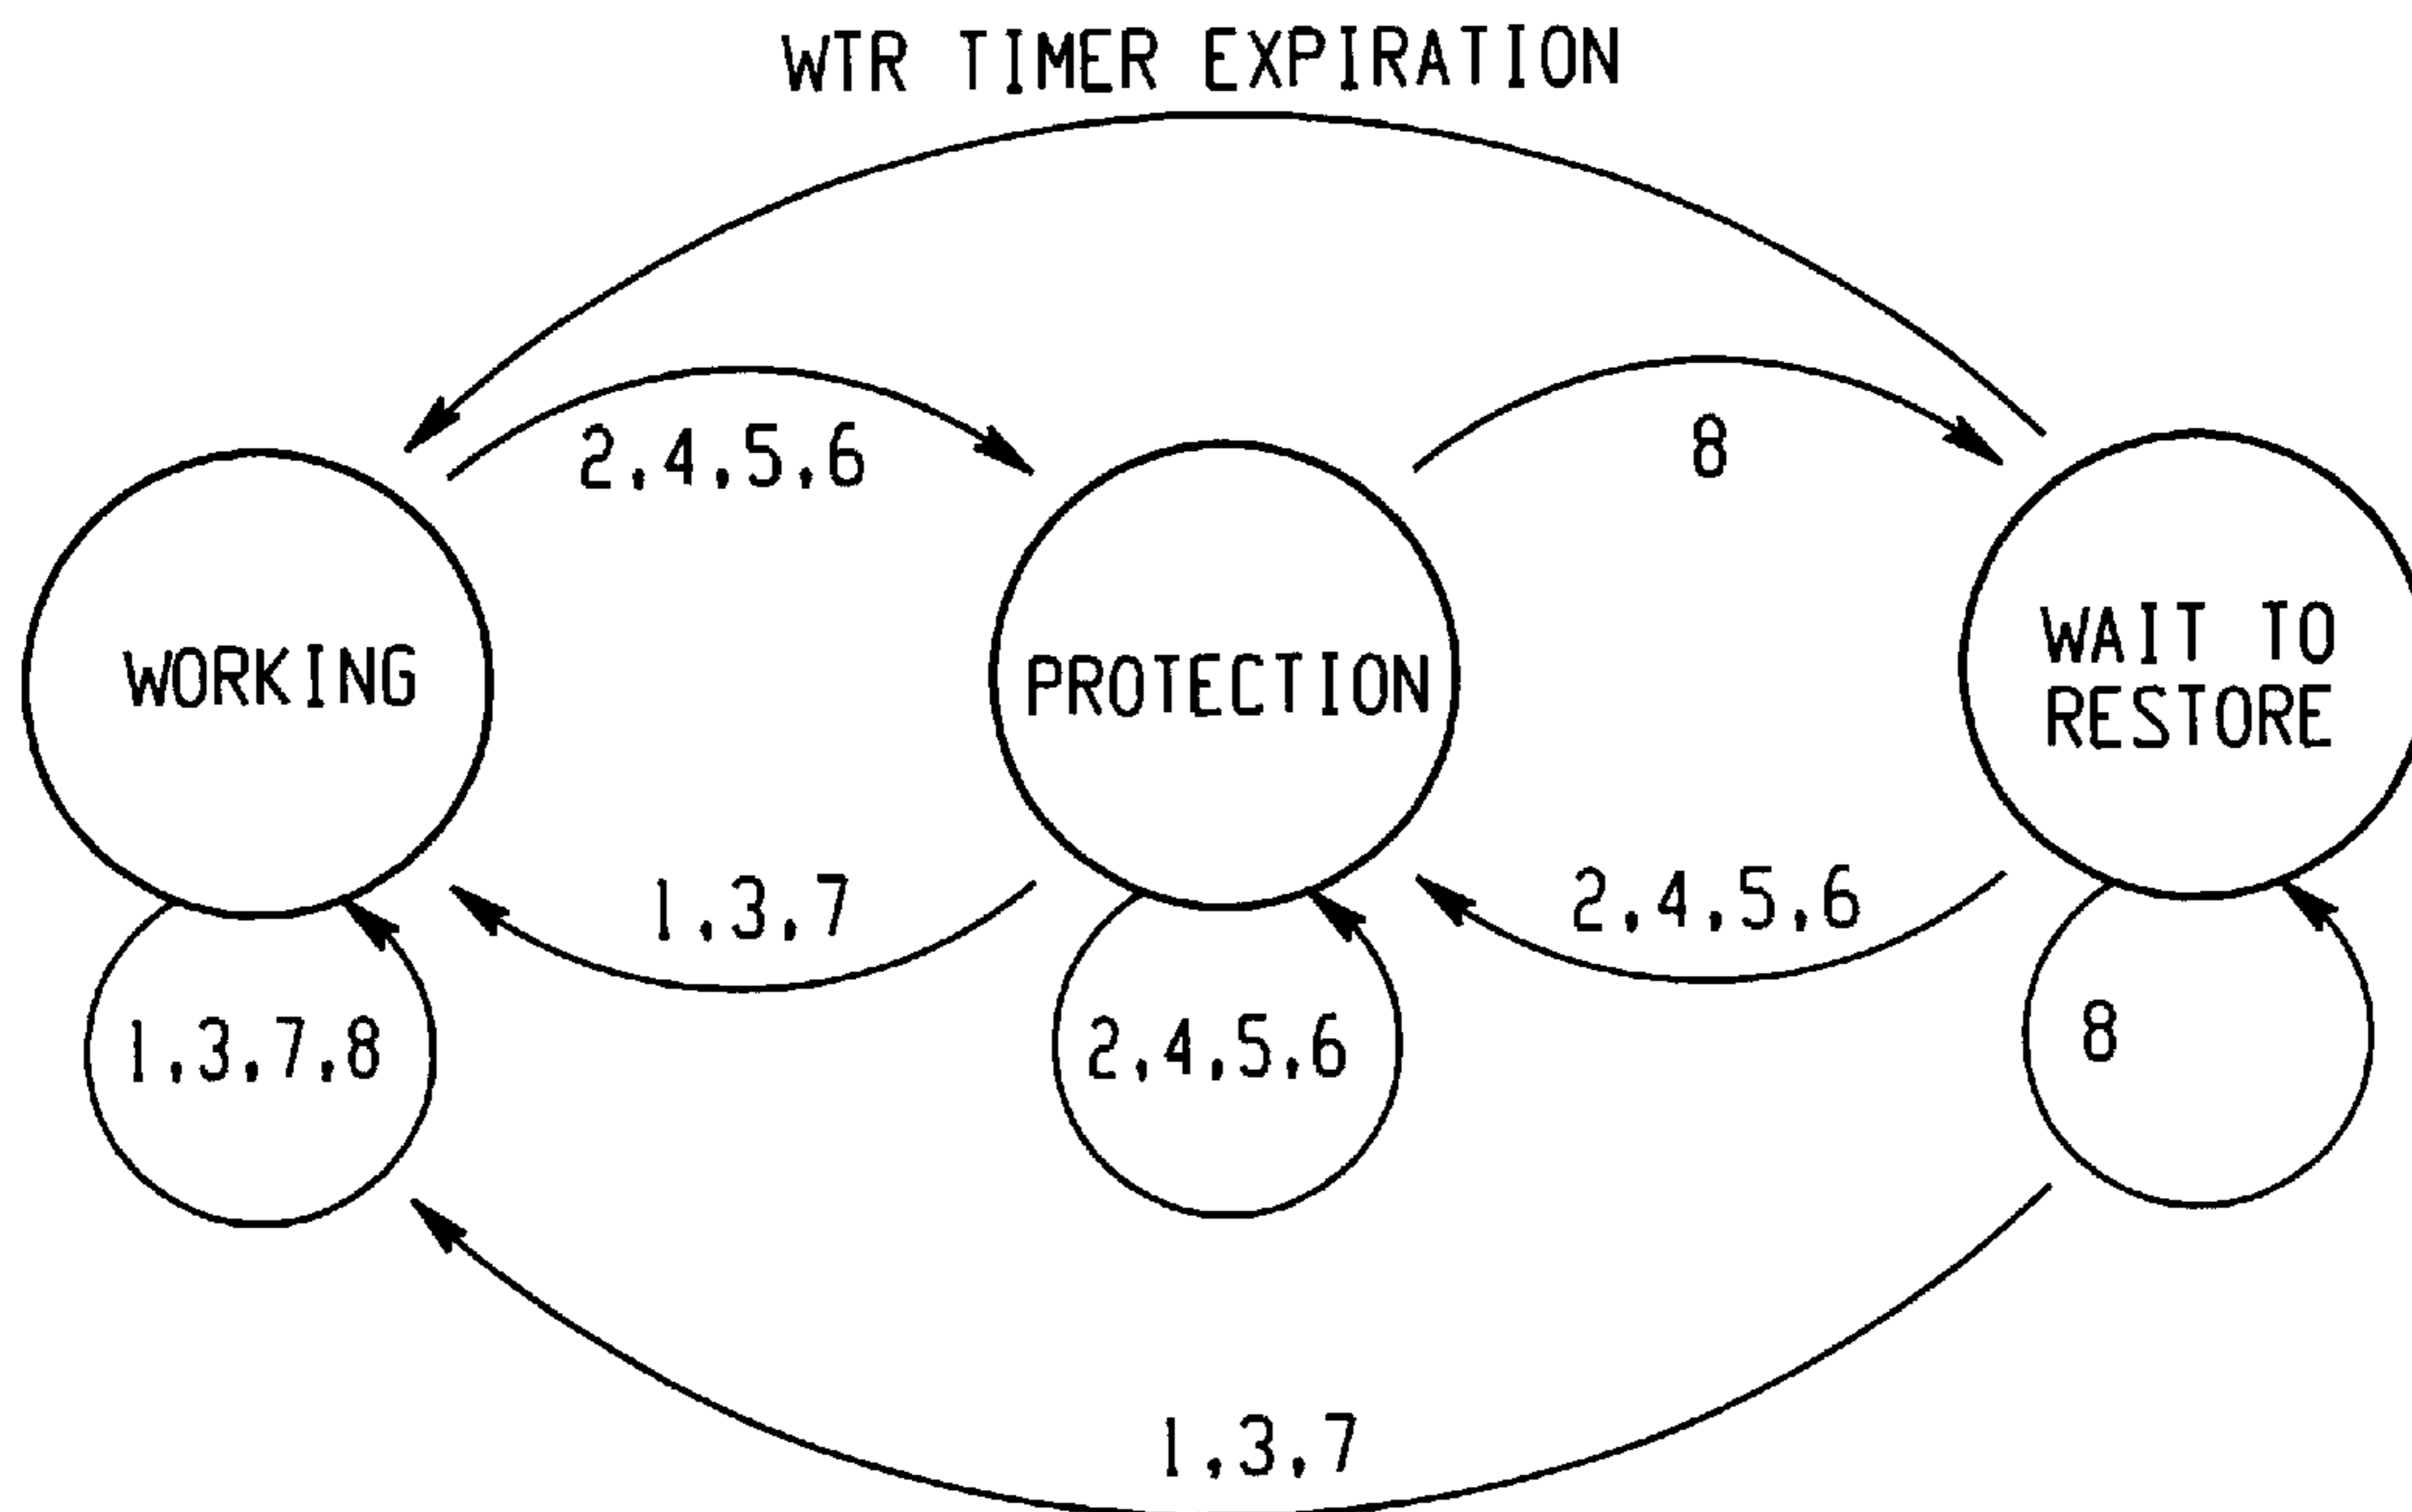 WTR TIMER EXPIRATION
2,4,5,6
8
WORKING
PROTECTION
WAIT TO
RESTORE
1,3,7
2,4,5,6
1,3,7,8
2,4,5,6
8
1,3,7